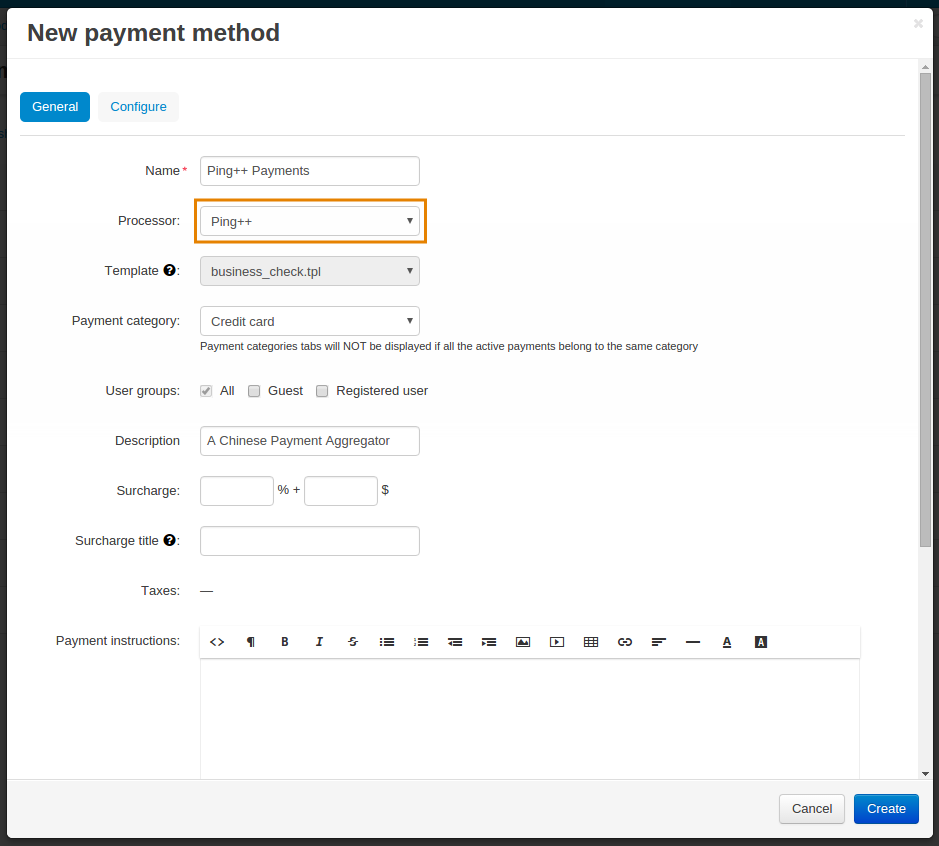 New payment method
×
General Configure
Name*
Ping++ Payments
Processor:
Ping++
Template ?:
business_check.tpl
Payment category:
Credit card
Payment categories tabs will NOT be displayed if all the active payments belong to the same category
User groups: All Guest Registered user
Description
A Chinese Payment Aggregator
Surcharge: % + $
Surcharge title ?:
Taxes: —
Payment instructions: <> ¶ B I S A A
Cancel Create